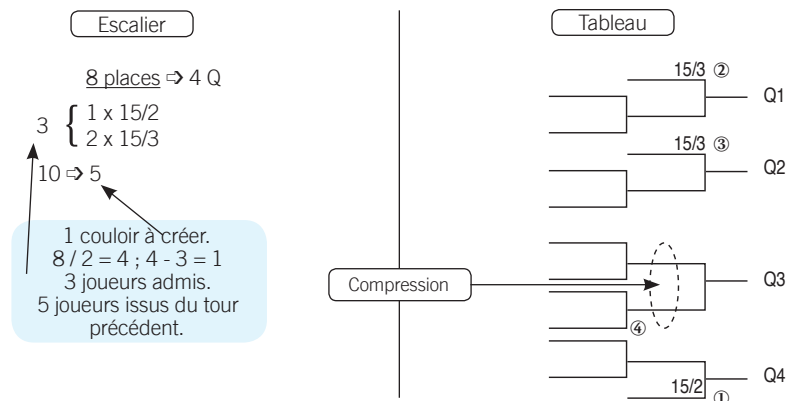 Escalier
8 places ➩ 4 Q
3 { 1 x 15/2
2 x 15/3
10 ➩ 5
1 couloir à créer.
8 / 2 = 4 ; 4 - 3 = 1
3 joueurs admis.
5 joueurs issus du tour
précédent.
Compression
Tableau
15/3 ②
Q1
15/3 ③
Q2
Q3
④
Q4
15/2
①